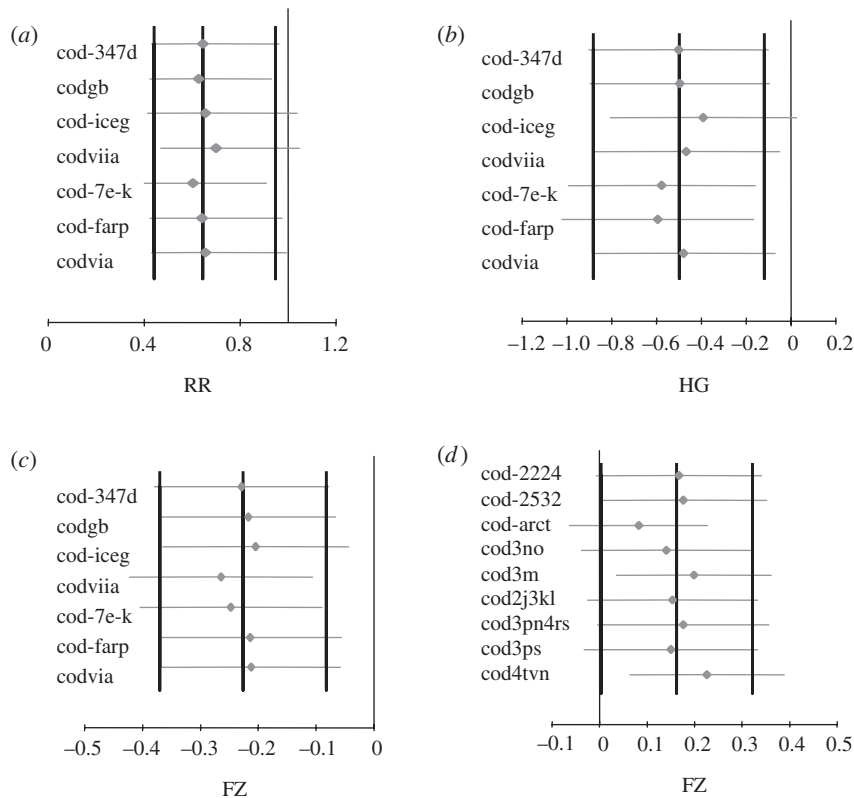 (a)
cod-347d
codgb
cod-iceg
codviia
cod-7e-k
cod-farp
codvia
0 0.4 0.8 1.2
RR
(b)
cod-347d
codgb
cod-iceg
codviia
cod-7e-k
cod-farp
codvia
−1.2 −1.0 −0.8 −0.6 −0.4 −0.2 0 0.2
HG
(c)
cod-347d
codgb
cod-iceg
codviia
cod-7e-k
cod-farp
codvia
−0.5 −0.4 −0.3 −0.2 −0.1 0
FZ
(d)
cod-2224
cod-2532
cod-arct
cod3no
cod3m
cod2j3kl
cod3pn4rs
cod3ps
cod4tvn
−0.1 0 0.1 0.2 0.3 0.4 0.5
FZ